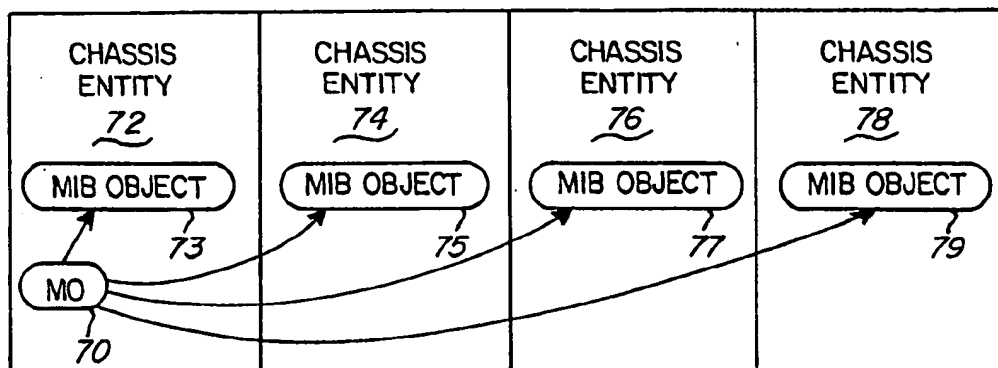 CHASSIS
ENTITY
72
MIB OBJECT
73
MO
70
CHASSIS
ENTITY
74
MIB OBJECT
75
CHASSIS
ENTITY
76
MIB OBJECT
77
CHASSIS
ENTITY
78
MIB OBJECT
79